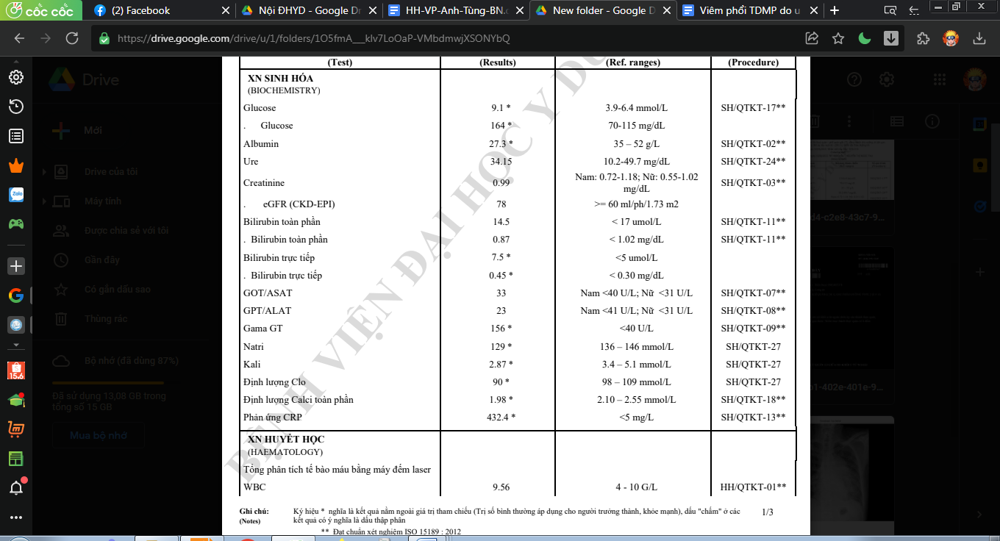 cốc cốc
(2) Facebook
Nội ĐHYD - Google Dr
HH-VP-Anh-Tùng-BN.
New folder - Google D
Viêm phổi TDMP do u
https://drive.google.com/drive/u/1/folders/1O5fmA___klv7LoOaP-VMbdmwjXSONYbQ
Drive
Mới
Drive của tôi
Máy tính
Được chia sẻ với tôi
Gần đây
Có gắn dấu sao
Thùng rác
Bộ nhớ (đã dùng 87%)
Đã sử dụng 13,08 GB trong
tổng số 15 GB
Mua bộ nhớ
Zalo
15.6
(Test) (Results) (Ref. ranges) (Procedure)
XN SINH HÓA
(BIOCHEMISTRY)
Glucose 9.1 * 3.9-6.4 mmol/L SH/QTKT-17**
. Glucose 164 * 70-115 mg/dL
Albumin 27.3 * 35 – 52 g/L SH/QTKT-02**
Ure 34.15 10.2-49.7 mg/dL SH/QTKT-24**
Creatinine 0.99 Nam: 0.72-1.18; Nữ: 0.55-1.02 mg/dL SH/QTKT-03**
. eGFR (CKD-EPI) 78 >= 60 ml/ph/1.73 m2
Bilirubin toàn phần 14.5 < 17 umol/L SH/QTKT-11**
. Bilirubin toàn phần 0.87 < 1.02 mg/dL SH/QTKT-11**
Bilirubin trực tiếp 7.5 * <5 umol/L
. Bilirubin trực tiếp 0.45 * < 0.30 mg/dL
GOT/ASAT 33 Nam <40 U/L; Nữ <31 U/L SH/QTKT-07**
GPT/ALAT 23 Nam <41 U/L; Nữ <31 U/L SH/QTKT-08**
Gama GT 156 * <40 U/L SH/QTKT-09**
Natri 129 * 136 – 146 mmol/L SH/QTKT-27
Kali 2.87 * 3.4 – 5.1 mmol/L SH/QTKT-27
Định lượng Clo 90 * 98 – 109 mmol/L SH/QTKT-27
Định lượng Calci toàn phần 1.98 * 2.10 – 2.55 mmol/L SH/QTKT-18**
Phản ứng CRP 432.4 * <5 mg/L SH/QTKT-13**
XN HUYẾT HỌC
(HAEMATOLOGY)
Tổng phân tích tế bào máu bằng máy đếm laser
WBC 9.56 4 - 10 G/L HH/QTKT-01**
BỆNH VIỆN ĐẠI HỌC Y
Ghi chú: Ký hiệu * nghĩa là kết quả nằm ngoài giá trị tham chiếu (Trị số bình thường áp dụng cho người trưởng thành, khỏe mạnh), dấu "chấm" ở các 1/3
(Notes) kết quả có ý nghĩa là dấu thập phân
** Đạt chuẩn xét nghiệm ISO 15189 : 2012
d4-c2e8-43c7-9...
b1-402e-401e-9...